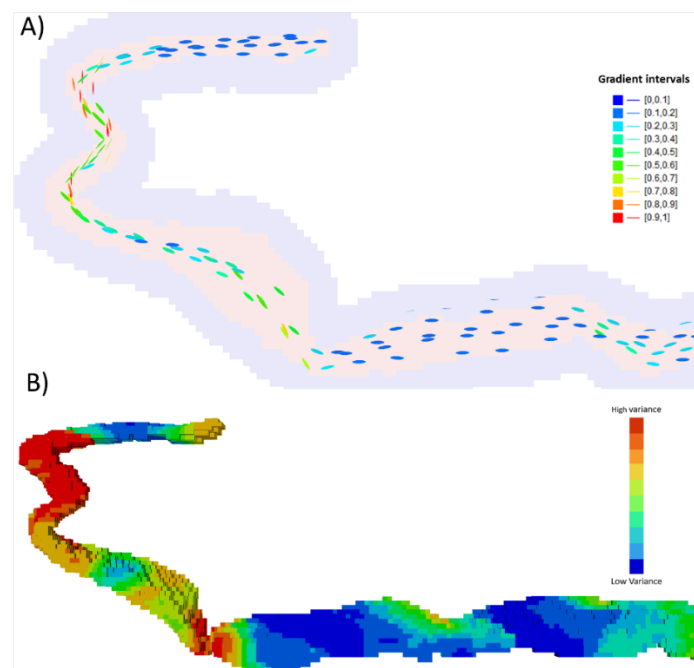 A)
Gradient intervals
[0,0.1]
[0.1,0.2]
[0.2,0.3]
[0.3,0.4]
[0.4,0.5]
[0.5,0.6]
[0.6,0.7]
[0.7,0.8]
[0.8,0.9]
[0.9,1]
B)
High variance
Low Variance